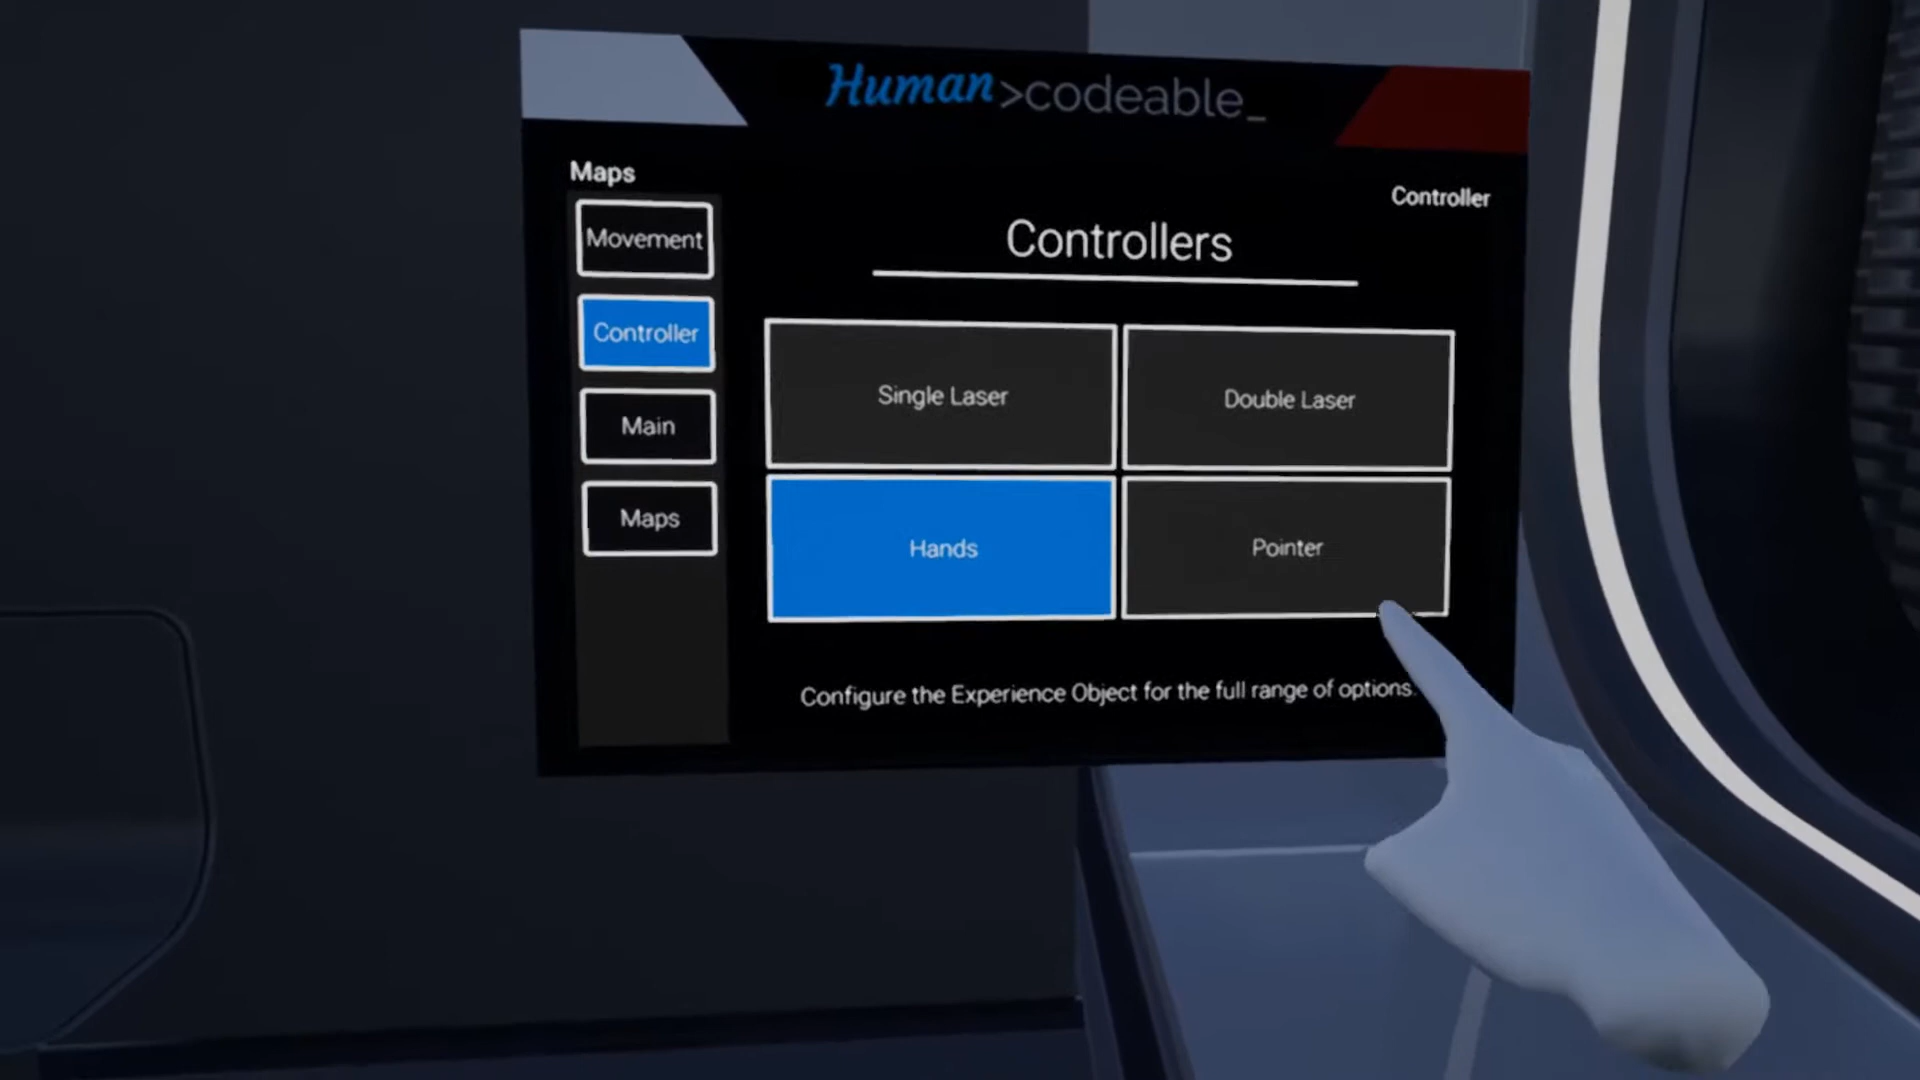 Human>codeable_
Maps
Controller
Movement
Controllers
Controller
Single Laser
Double Laser
Main
Maps
Hands
Pointer
Configure the Experience Object for the full range of options.